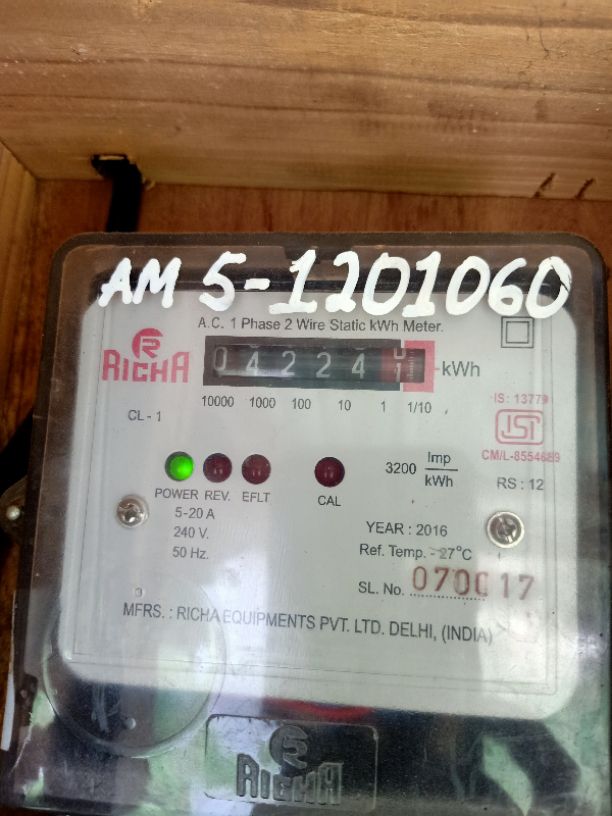 AM 5-1201060
A.C. 1 Phase 2 Wire Static kWh Meter.
R
RICHA
04224
kWh
10000 1000 100 10 1 1/10
CL - 1
IS: 13779
ISI
CM/L-8554689
3200 Imp/kWh
RS : 12
POWER REV. EFLT CAL
5-20 A
240 V.
50 Hz.
YEAR : 2016
Ref. Temp. - 27°C
SL. No. 070017
MFRS. : RICHA EQUIPMENTS PVT. LTD. DELHI, (INDIA)
R
RICHA